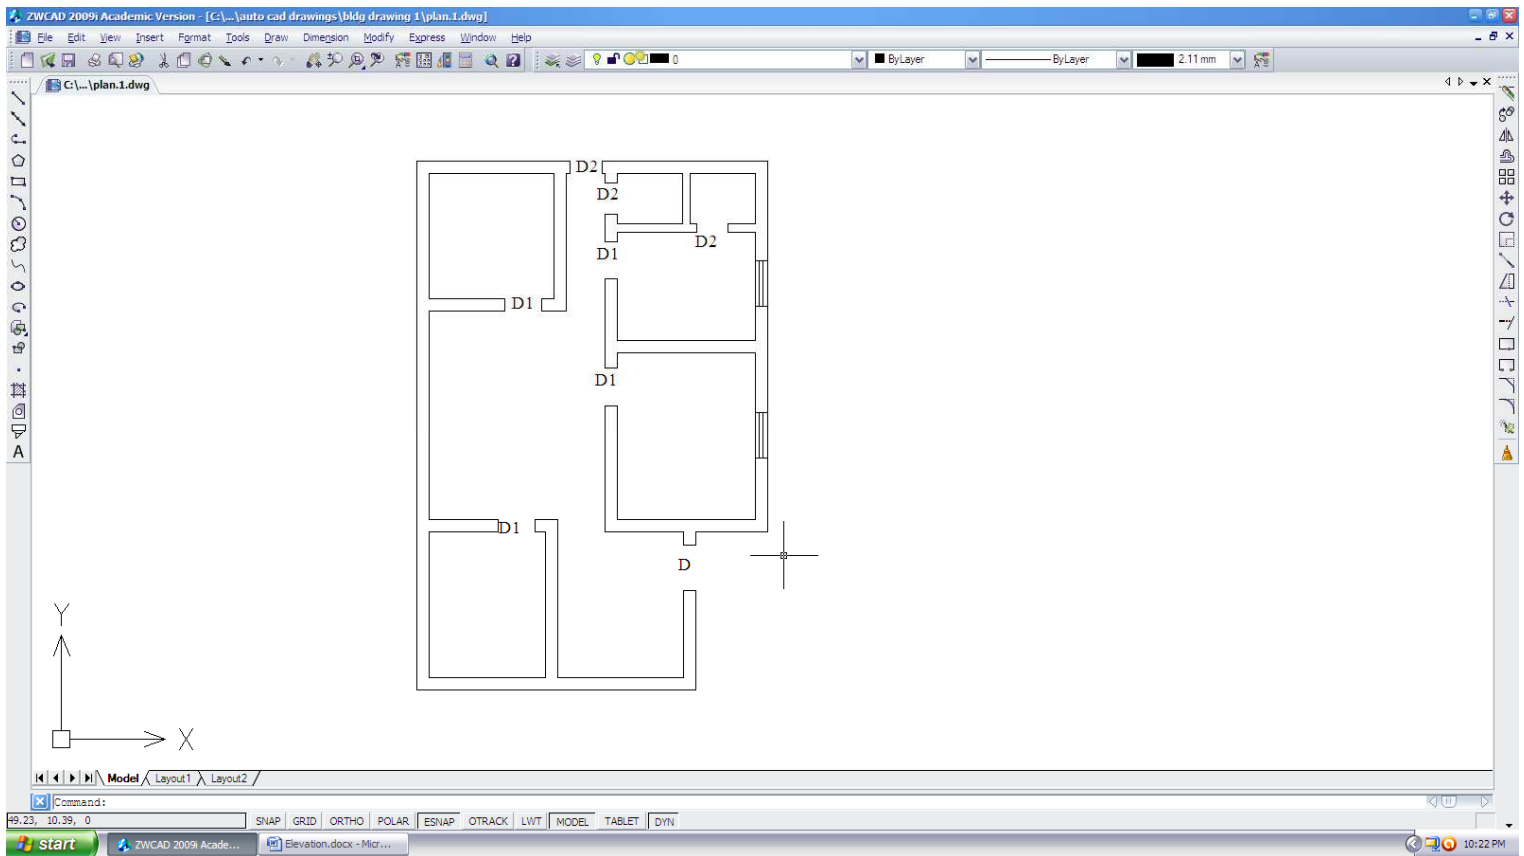 ZWCAD 2009i Academic Version - [C:\...\auto cad drawings\bldg drawing 1\plan.1.dwg]
File Edit View Insert Format Tools Draw Dimension Modify Express Window Help
0 ByLayer ByLayer 2.11 mm
C:\...\plan.1.dwg
D2
D2
D2
D1
D1
D1
D1
D
Y
X
A
Model Layout1 Layout2
Command:
49.23, 10.39, 0 SNAP GRID ORTHO POLAR ESNAP OTRACK LWT MODEL TABLET DYN
start ZWCAD 2009i Acade... Elevation.docx - Micr... 10:22 PM